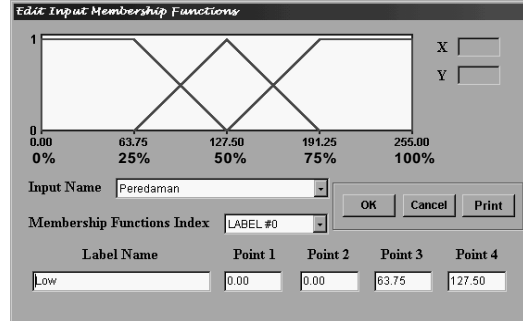 Edit Input Membership Functions
1
X
Y
0
0.00 63.75 127.50 191.25 255.00
0% 25% 50% 75% 100%
Input Name Peredaman
OK Cancel Print
Membership Functions Index LABEL #0
Label Name Point 1 Point 2 Point 3 Point 4
Low 0.00 0.00 63.75 127.50